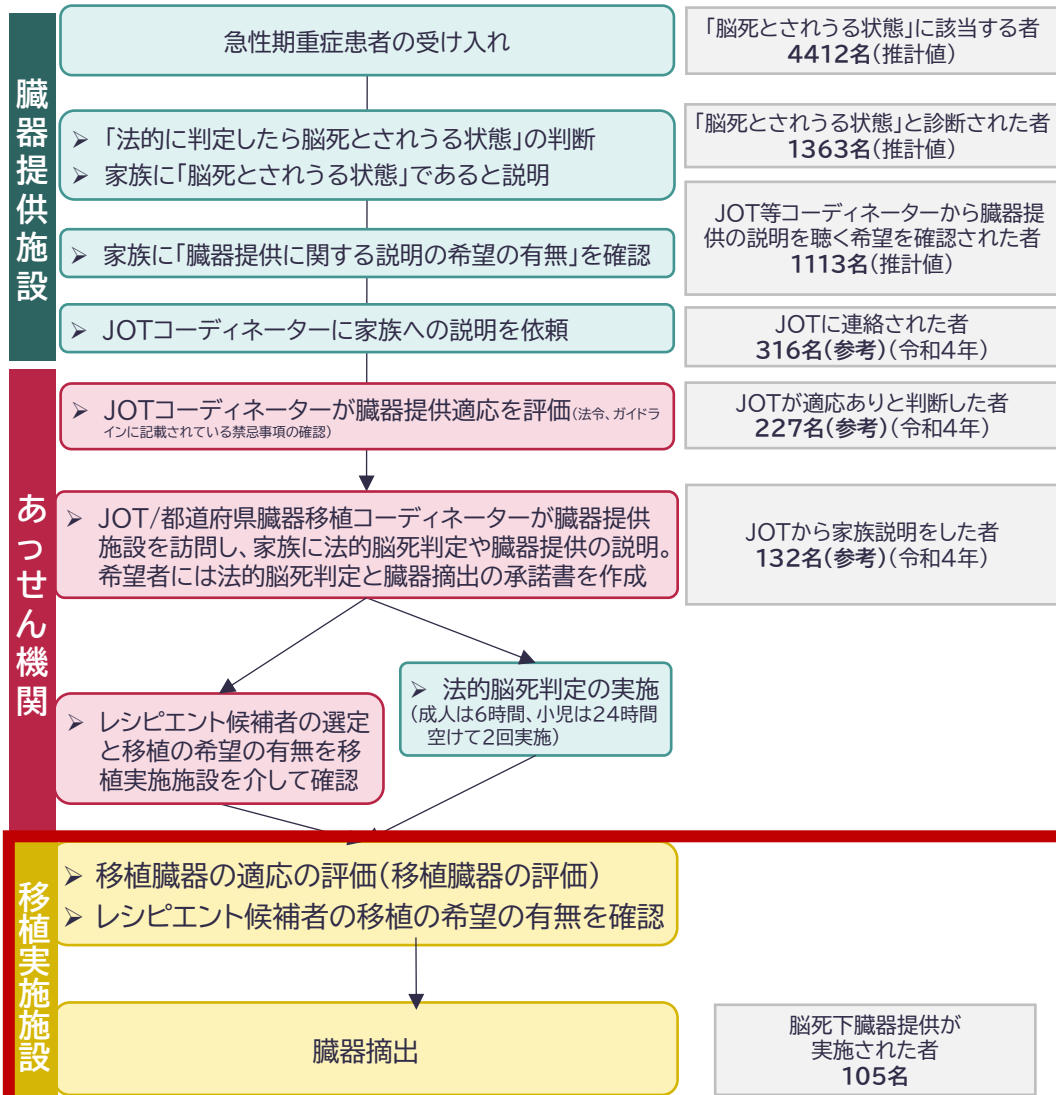 臓器提供施設
急性期重症患者の受け入れ
「脳死とされうる状態」に該当する者
4412名(推計値)
➢ 「法的に判定したら脳死とされうる状態」の判断
➢ 家族に「脳死とされうる状態」であると説明
「脳死とされうる状態」と診断された者
1363名(推計値)
➢ 家族に「臓器提供に関する説明の希望の有無」を確認
JOT等コーディネーターから臓器提
供の説明を聴く希望を確認された者
1113名(推計値)
➢ JOTコーディネーターに家族への説明を依頼
JOTに連絡された者
316名(参考)(令和4年)
あっせん機関
➢ JOTコーディネーターが臓器提供適応を評価(法令、ガイドラ
インに記載されている禁忌事項の確認)
JOTが適応ありと判断した者
227名(参考)(令和4年)
➢ JOT/都道府県臓器移植コーディネーターが臓器提供
施設を訪問し、家族に法的脳死判定や臓器提供の説明。
希望者には法的脳死判定と臓器摘出の承諾書を作成
JOTから家族説明をした者
132名(参考)(令和4年)
➢ レシピエント候補者の選定
と移植の希望の有無を移
植実施施設を介して確認
➢ 法的脳死判定の実施
(成人は6時間、小児は24時間
空けて2回実施)
移植実施施設
➢ 移植臓器の適応の評価(移植臓器の評価)
➢ レシピエント候補者の移植の希望の有無を確認
臓器摘出
脳死下臓器提供が
実施された者
105名